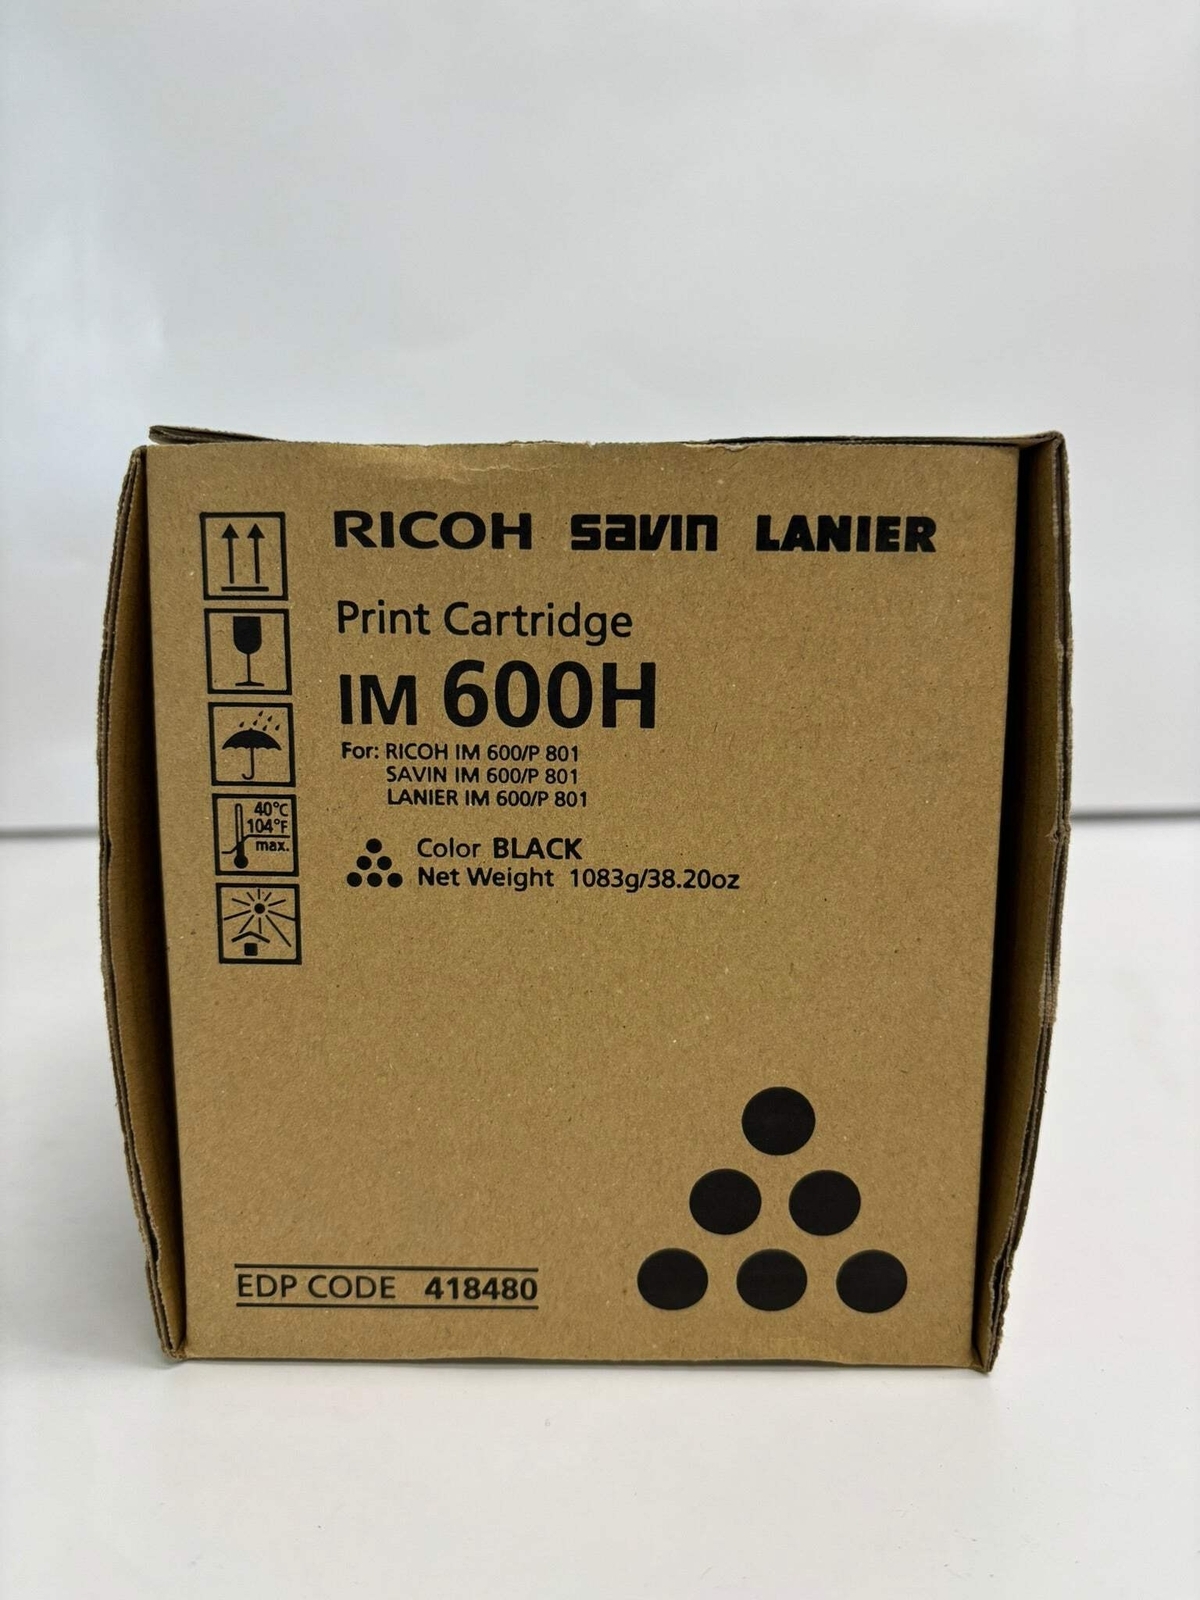 RICOH savin LANIER
Print Cartridge
IM 600H
For: RICOH IM 600/P 801
SAVIN IM 600/P 801
LANIER IM 600/P 801
40°C
104°F
max.
Color BLACK
Net Weight 1083g/38.20oz
EDP CODE 418480